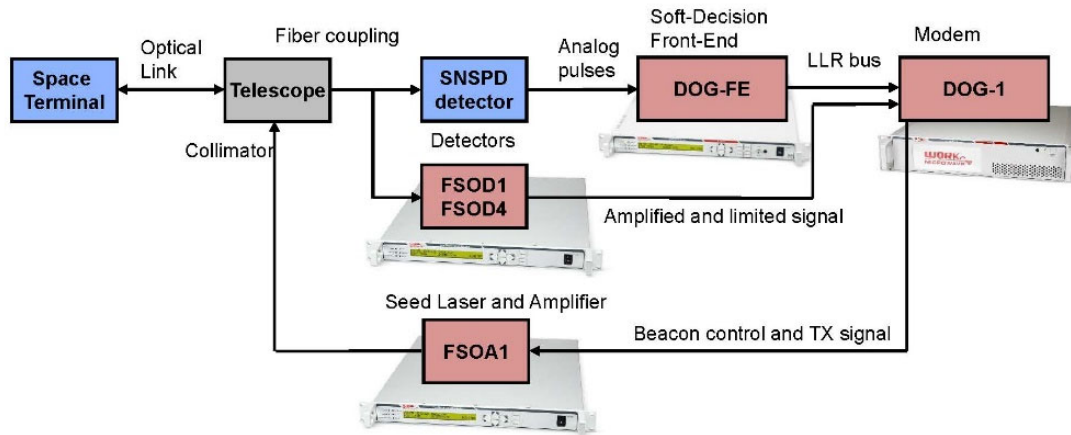 Soft-Decision
Front-End
Modem
Optical
Link
Fiber coupling
Analog
pulses
LLR bus
Space
Terminal
Telescope
SNSPD
detector
DOG-FE
DOG-1
Collimator
Detectors
WORK
FSOD1
FSOD4
Amplified and limited signal
Seed Laser and Amplifier
FSOA1
Beacon control and TX signal